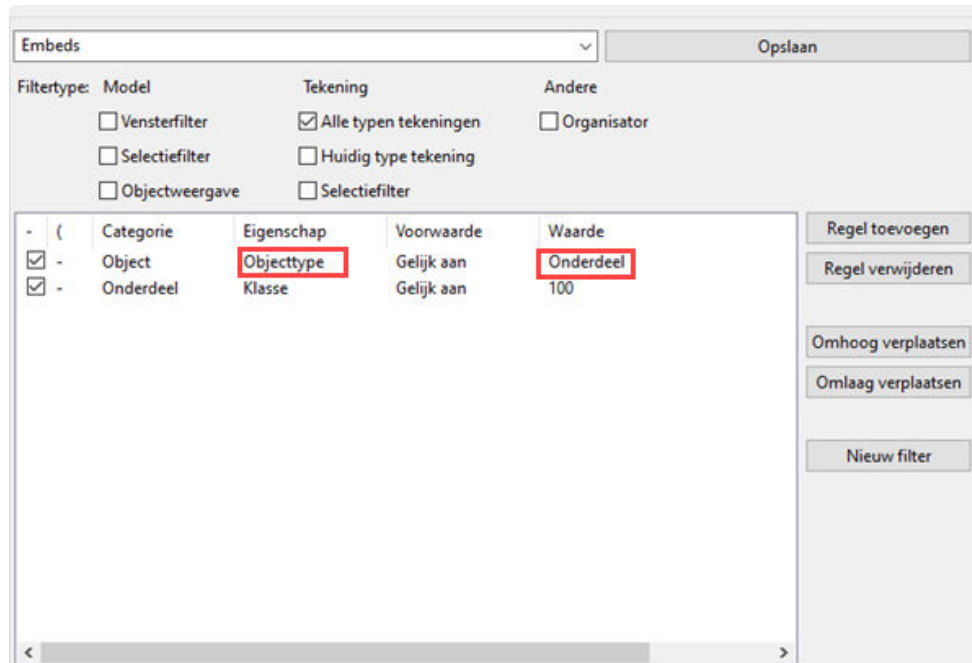 Embeds Opslaan
Filtertype: Model Tekening Andere
Vensterfilter Alle typen tekeningen Organisator
Selectiefilter Huidig type tekening
Objectweergave Selectiefilter
- ( Categorie Eigenschap Voorwaarde Waarde Regel toevoegen
- Object Objecttype Gelijk aan Onderdeel Regel verwijderen
- Onderdeel Klasse Gelijk aan 100
Omhoog verplaatsen
Omlaag verplaatsen
Nieuw filter